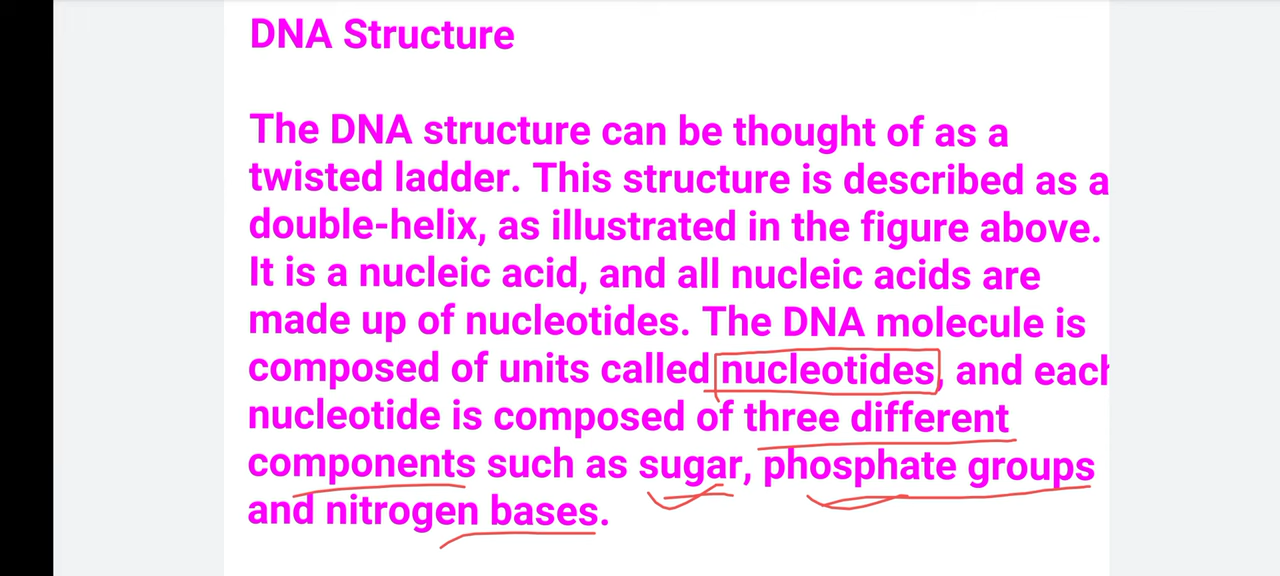 DNA Structure
The DNA structure can be thought of as a
twisted ladder. This structure is described as a
double-helix, as illustrated in the figure above.
It is a nucleic acid, and all nucleic acids are
made up of nucleotides. The DNA molecule is
composed of units called nucleotides, and each
nucleotide is composed of three different
components such as sugar, phosphate groups
and nitrogen bases.